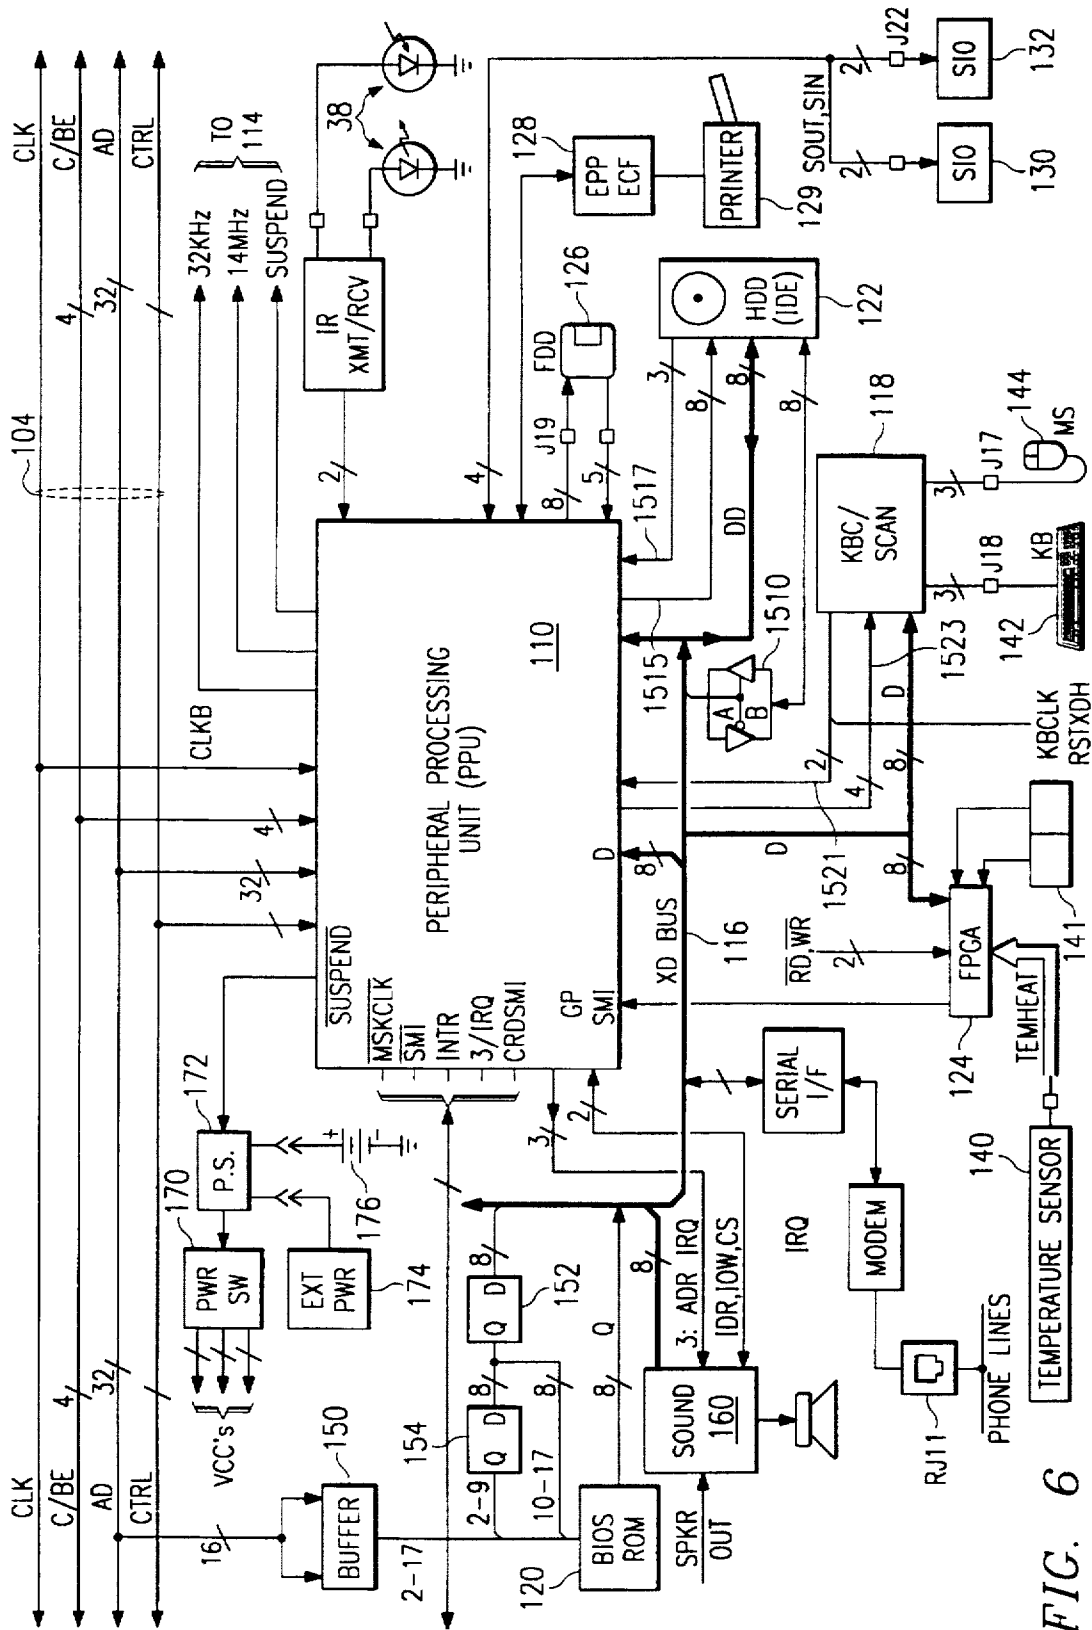 CLK
C/BE
AD
CTRL
4
32
104
CLK
C/BE
AD
CTRL
4
32
TO
114
32KHz
14MHz
SUSPEND
38
IR
XMT/RCV
2
CLKB
4
32
16
BUFFER
150
VCC's
170
PWR
SW
172
P.S.
EXT
PWR
174
176
SUSPEND
MSKCLK
SMI
INTR
3/IRQ
CRDSMI
PERIPHERAL PROCESSING
UNIT (PPU)
110
GP
SMI
D
4
8
J19
FDD
126
5
EPP
ECF
128
PRINTER
129
SOUT,SIN
2
J22
SIO
132
2
SIO
130
1517
3
8
8
8
HDD
(IDE)
122
DD
1515
1510
A
B
2-17
2-9
10-17
154
Q
D
8
152
Q
D
8
8
BIOS
ROM
120
8
Q
8
3
2
XD BUS
116
8
D
2
4
1521
1523
D
8
8
KBC/
SCAN
118
3
J18
KB
142
3
J17
MS
144
KBCLK
RSTXDH
3: ADR IRQ
IDR,IOW,CS
IRQ
SOUND
160
SPKR
OUT
SERIAL
I/F
MODEM
RJ11
PHONE LINES
RD,WR
2
FPGA
124
141
TEMHEAT
TEMPERATURE SENSOR
140
FIG. 6